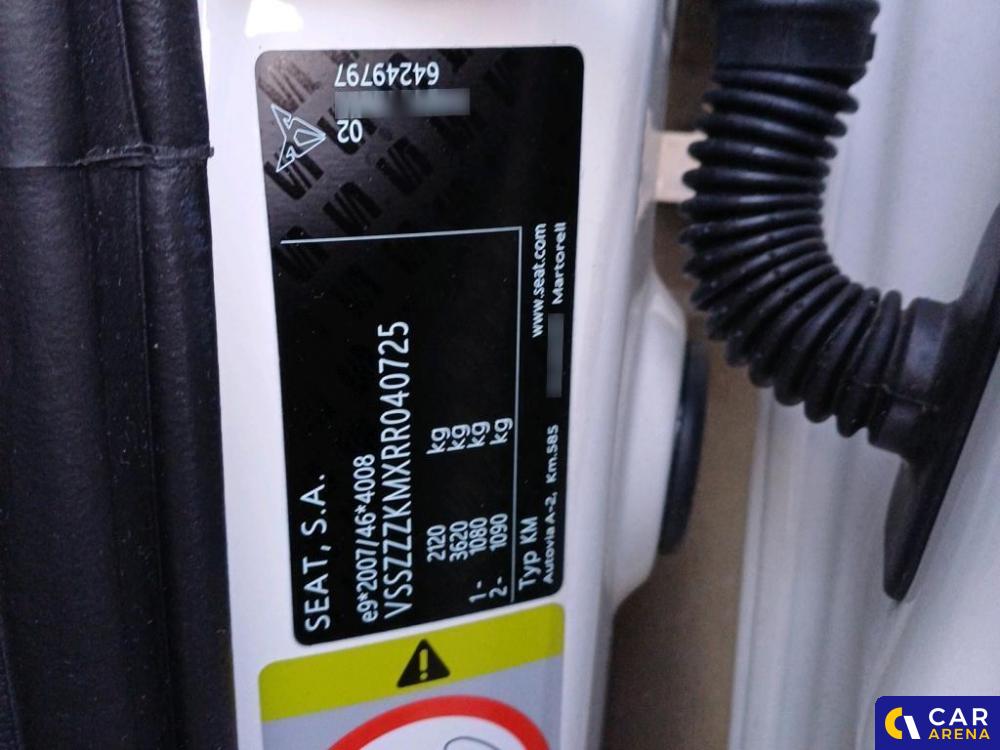 SEAT, S.A.
e9*2007/46*4008
VSSZZZKMXRR040725
2120 kg
3620 kg
1- 1080 kg
2- 1090 kg
Typ KM
www.seat.com
Autovia A-2, Km.585 Martorell
64249797
02
CAR
ARENA